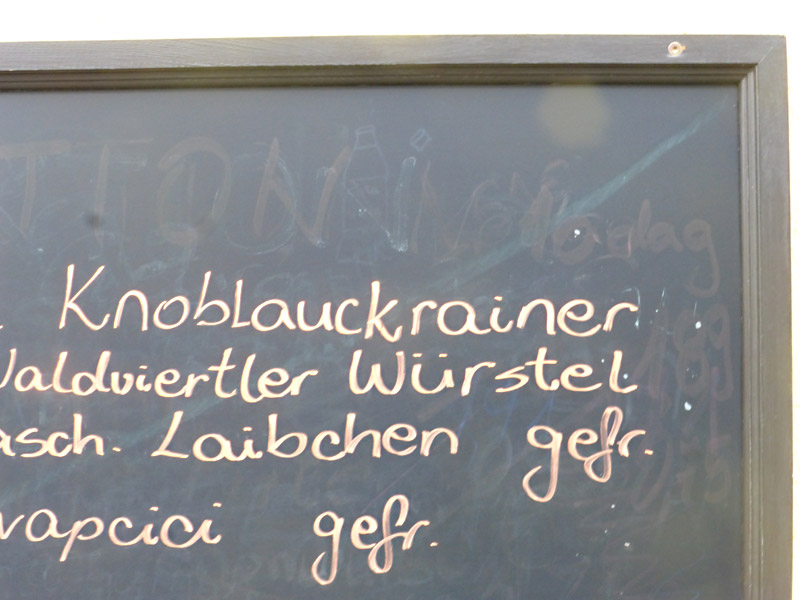 Knoblauckrainer
Waldviertler Würstel
asch. Laibchen gefr.
vapcici gefr.